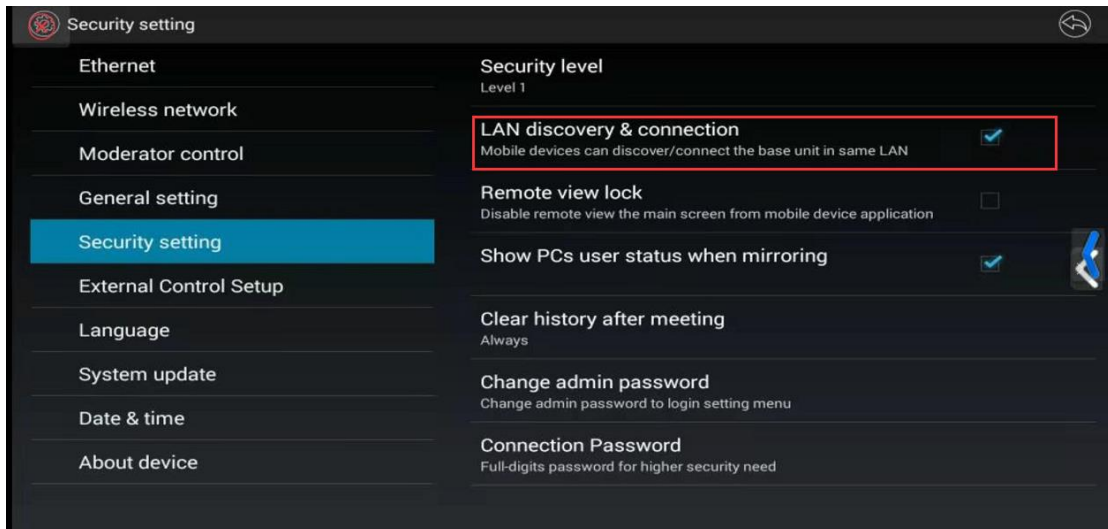 Security setting
Ethernet
Wireless network
Moderator control
General setting
Security setting
External Control Setup
Language
System update
Date & time
About device
Security level
Level 1
LAN discovery & connection
Mobile devices can discover/connect the base unit in same LAN
Remote view lock
Disable remote view the main screen from mobile device application
Show PCs user status when mirroring
Clear history after meeting
Always
Change admin password
Change admin password to login setting menu
Connection Password
Full-digits password for higher security need